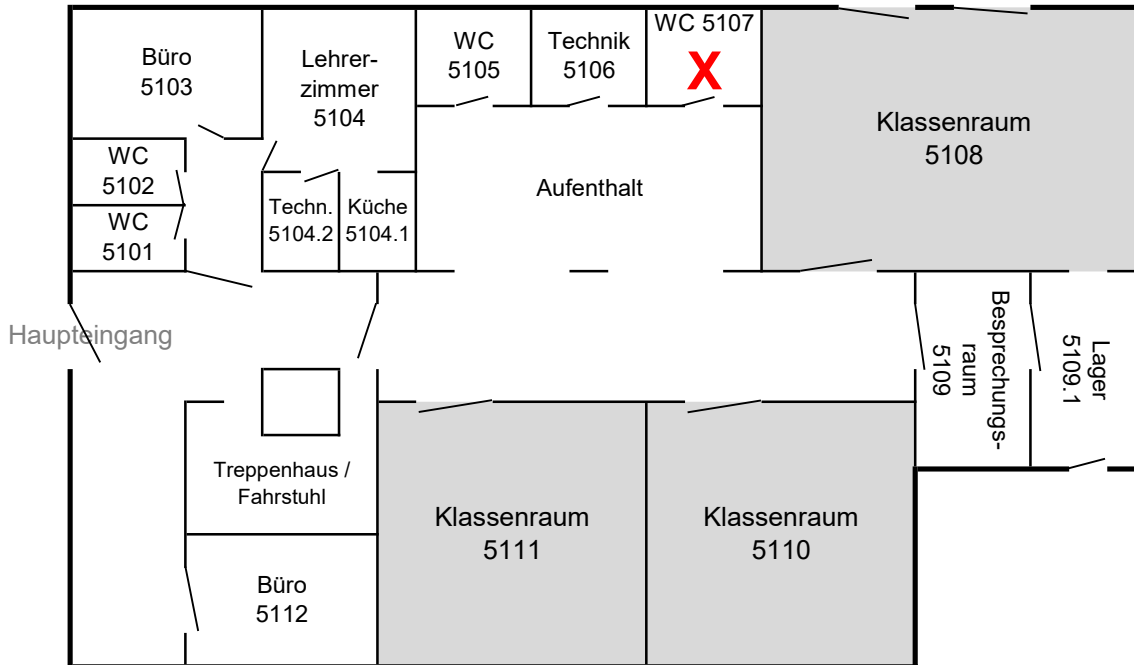 Büro
5103
Lehrer-
zimmer
5104
WC
5105
Technik
5106
WC 5107
X
Klassenraum
5108
WC
5102
WC
5101
Techn.
5104.2
Küche
5104.1
Aufenthalt
Haupteingang
Besprechungs-
raum
5109
Lager
5109.1
Treppenhaus /
Fahrstuhl
Klassenraum
5111
Klassenraum
5110
Büro
5112